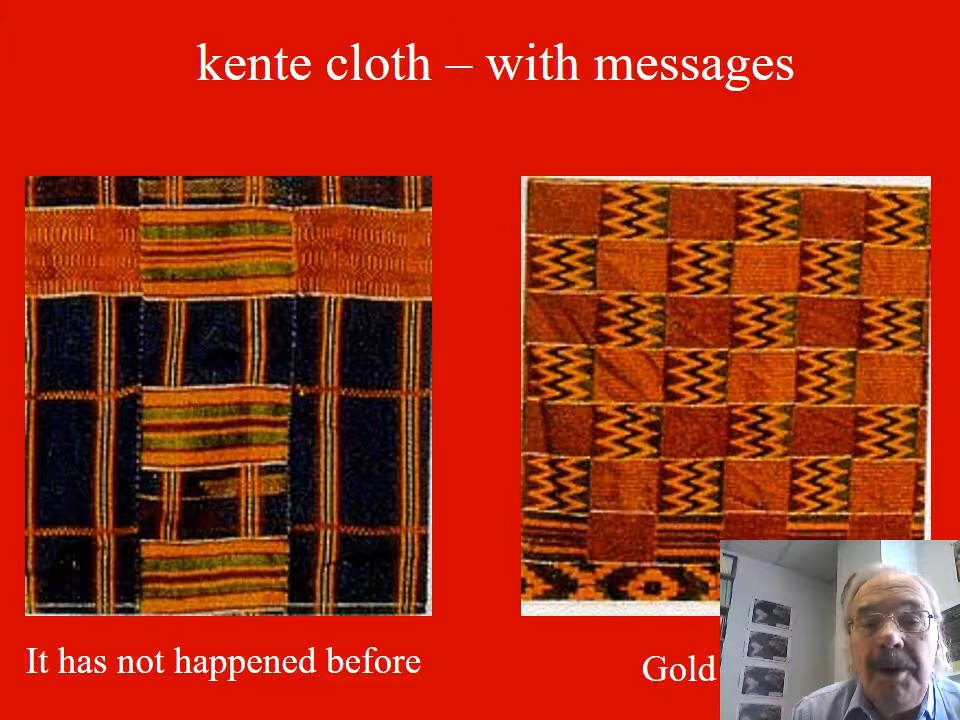 kente cloth – with messages
It has not happened before
Gold